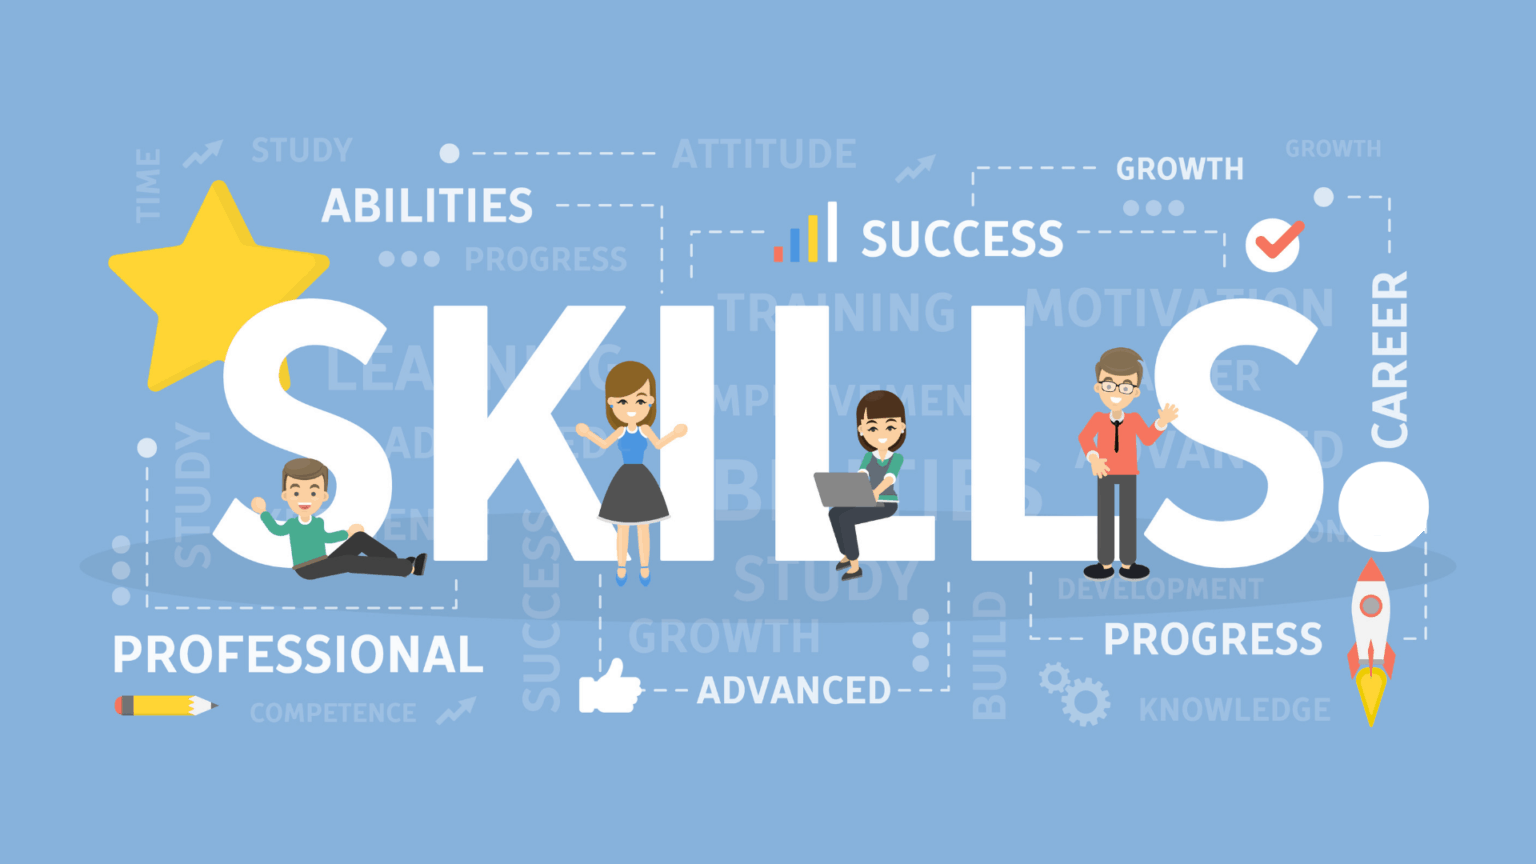 TIME
STUDY
ATTITUDE
GROWTH
GROWTH
ABILITIES
SUCCESS
PROGRESS
TRAINING
MOTIVATION
CAREER
SKILLS.
LEARNING
STUDY
STUDY
SUCCESS
GROWTH
BUILD
DEVELOPMENT
PROFESSIONAL
PROGRESS
ADVANCED
COMPETENCE
KNOWLEDGE